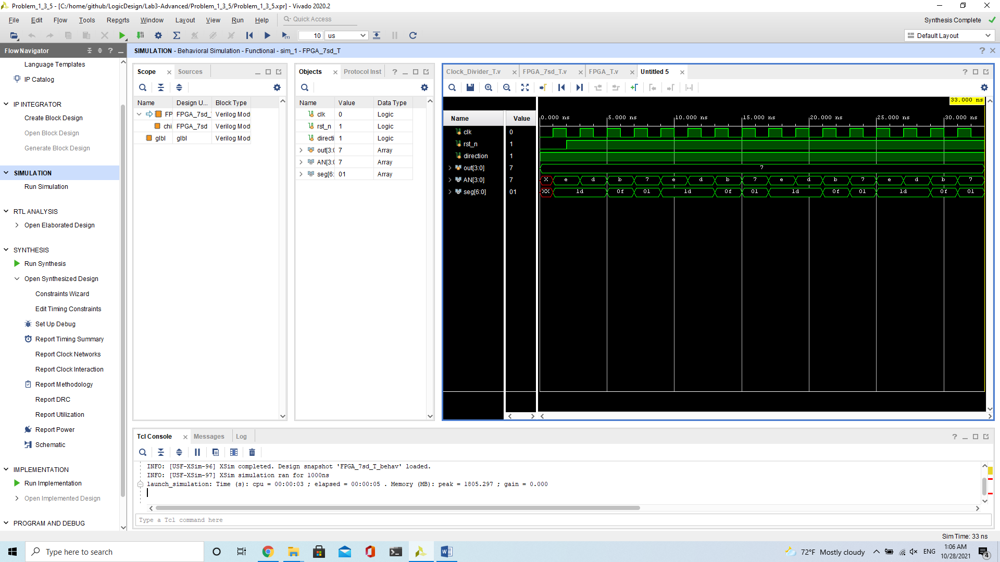 Problem_1_3_5 - [C:/home/github/LogicDesign/Lab3-Advanced/Problem_1_3_5/Problem_1_3_5.xpr] - Vivado 2020.2
File Edit Flow Tools Reports Window Layout View Run Help Quick Access
Synthesis Complete
10 us
Default Layout
Flow Navigator
SIMULATION - Behavioral Simulation - Functional - sim_1 - FPGA_7sd_T
Language Templates
IP Catalog
IP INTEGRATOR
Create Block Design
Open Block Design
Generate Block Design
SIMULATION
Run Simulation
RTL ANALYSIS
Open Elaborated Design
SYNTHESIS
Run Synthesis
Open Synthesized Design
Constraints Wizard
Edit Timing Constraints
Set Up Debug
Report Timing Summary
Report Clock Networks
Report Clock Interaction
Report Methodology
Report DRC
Report Utilization
Report Power
Schematic
IMPLEMENTATION
Run Implementation
Open Implemented Design
PROGRAM AND DEBUG
Scope Sources
Name Design U... Block Type
FP FPGA_7sd_ Verilog Mod
chi FPGA_7sd Verilog Mod
glbl glbl Verilog Mod
Objects Protocol Inst
Name Value Data Type
clk 0 Logic
rst_n 1 Logic
directi 1 Logic
out[3:0 7 Array
AN[3:0 7 Array
seg[6: 01 Array
Clock_Divider_T.v FPGA_7sd_T.v FPGA_T.v Untitled 5
33.000 ns
Name Value
0.000 ns 5.000 ns 10.000 ns 15.000 ns 20.000 ns 25.000 ns 30.000 ns
clk 0
rst_n 1
direction 1
out[3:0] 7 7
AN[3:0] 7 X e d b 7 e d b 7 e d b 7 e d b 7
seg[6:0] 01 XX 1d 0f 01 1d 0f 01 1d 0f 01 1d 0f 01
Tcl Console Messages Log
INFO: [USF-XSim-96] XSim completed. Design snapshot 'FPGA_7sd_T_behav' loaded.
INFO: [USF-XSim-97] XSim simulation ran for 1000ns
launch_simulation: Time (s): cpu = 00:00:03 ; elapsed = 00:00:05 . Memory (MB): peak = 1805.297 ; gain = 0.000
Type a Tcl command here
Sim Time: 33 ns
Type here to search
72°F Mostly cloudy
ENG
1:06 AM
10/28/2021
4